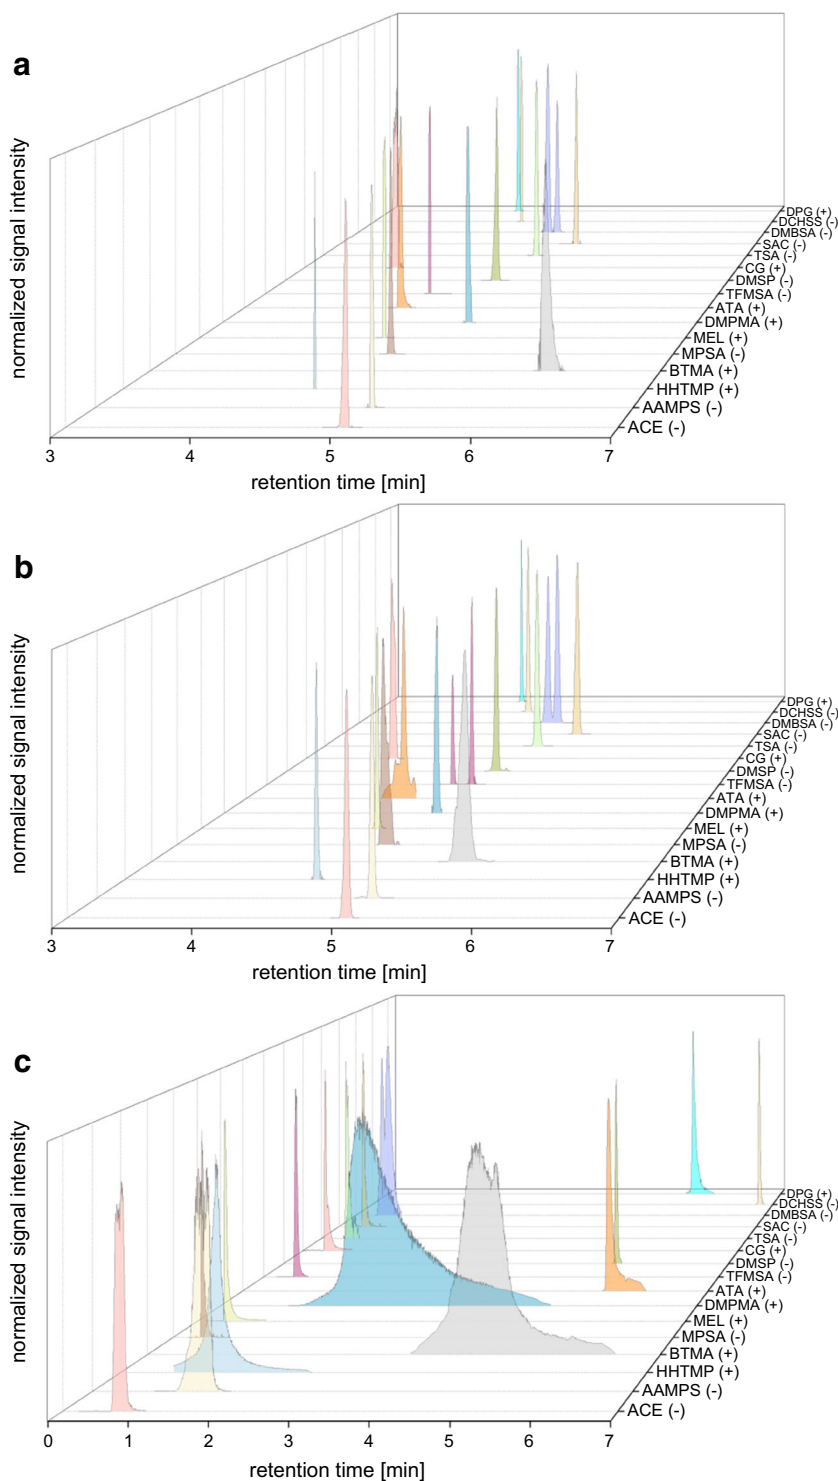 a
normalized signal intensity
DPG (+)
DCHSS (-)
DMBSA (-)
SAC (-)
TSA (-)
CG (+)
DMSP (-)
TFMSA (-)
ATA (+)
DMPMA (+)
MEL (+)
MPSA (-)
BTMA (+)
HHTMP (+)
AAMPS (-)
ACE (-)
3 4 5 6 7
retention time [min]
b
normalized signal intensity
DPG (+)
DCHSS (-)
DMBSA (-)
SAC (-)
TSA (-)
CG (+)
DMSP (-)
TFMSA (-)
ATA (+)
DMPMA (+)
MEL (+)
MPSA (-)
BTMA (+)
HHTMP (+)
AAMPS (-)
ACE (-)
3 4 5 6 7
retention time [min]
c
normalized signal intensity
DPG (+)
DCHSS (-)
DMBSA (-)
SAC (-)
TSA (-)
CG (+)
DMSP (-)
TFMSA (-)
ATA (+)
DMPMA (+)
MEL (+)
MPSA (-)
BTMA (+)
HHTMP (+)
AAMPS (-)
ACE (-)
0 1 2 3 4 5 6 7
retention time [min]